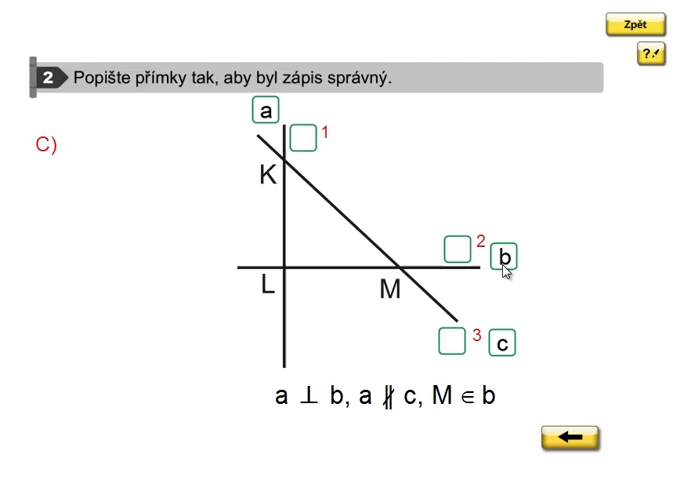 Zpět
?
2 Popište přímky tak, aby byl zápis správný.
C)
a
1
K
2
b
L
M
3
c
a ⊥ b, a ∦ c, M ∈ b